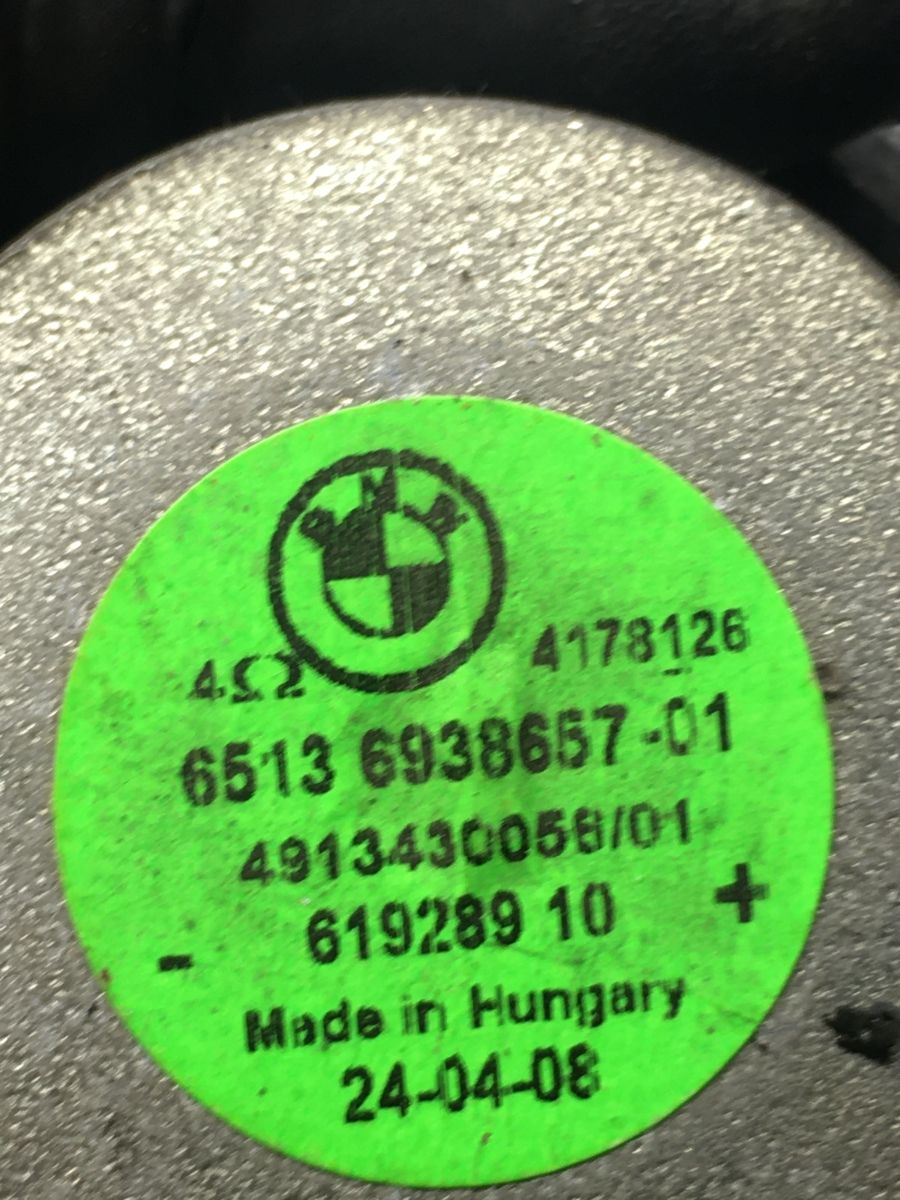 BMW
4Ω
4178126
6513 6938657-01
4913430056/01
619289 10
- +
Made in Hungary
24-04-08